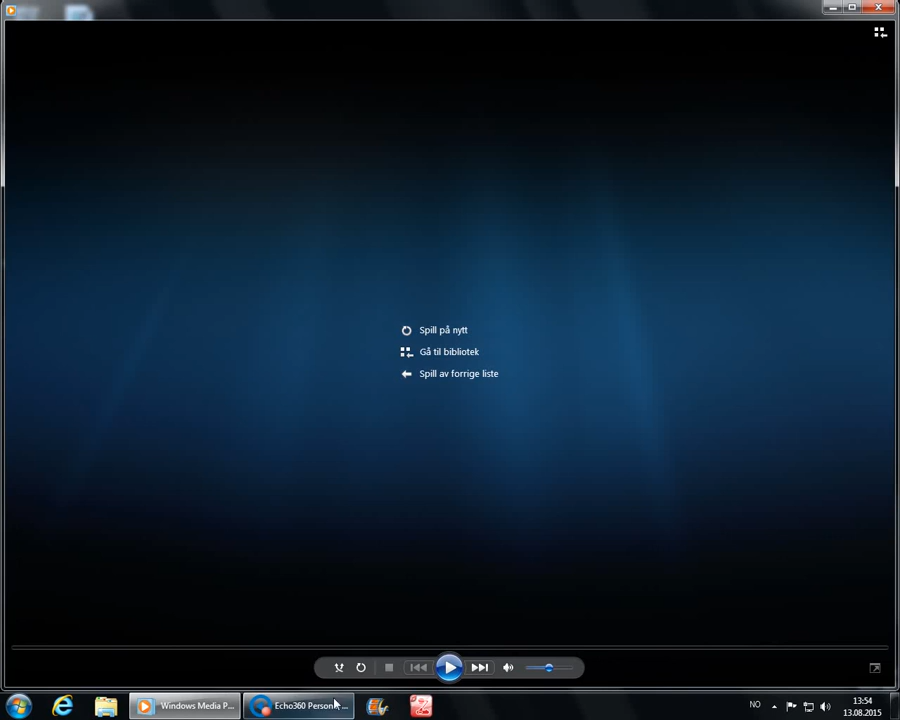 Spill på nytt
Gå til bibliotek
Spill av forrige liste
Windows Media P...
Echo360 Person...
NO
13:54
13.08.2015